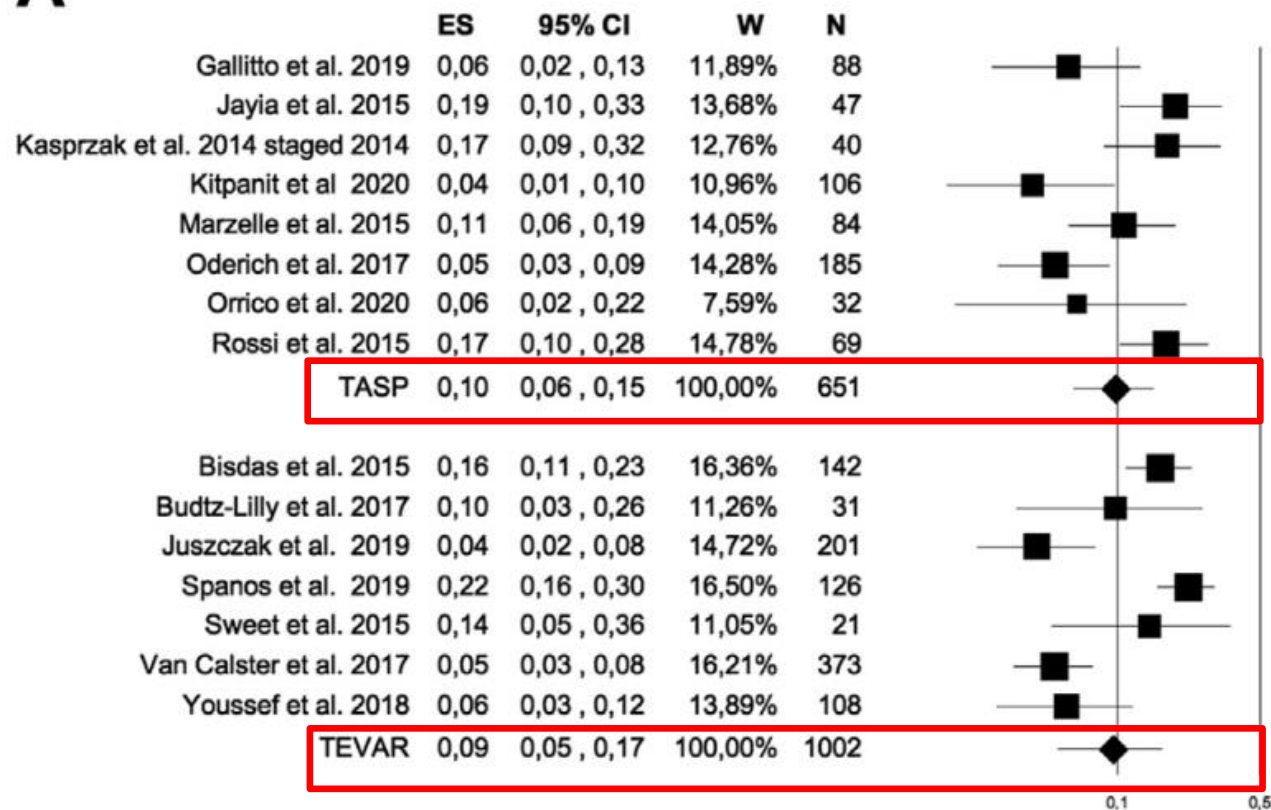 A
ES 95% CI W N
Gallitto et al. 2019 0,06 0,02 , 0,13 11,89% 88
Jayia et al. 2015 0,19 0,10 , 0,33 13,68% 47
Kasprzak et al. 2014 staged 2014 0,17 0,09 , 0,32 12,76% 40
Kitpanit et al 2020 0,04 0,01 , 0,10 10,96% 106
Marzelle et al. 2015 0,11 0,06 , 0,19 14,05% 84
Oderich et al. 2017 0,05 0,03 , 0,09 14,28% 185
Orrico et al. 2020 0,06 0,02 , 0,22 7,59% 32
Rossi et al. 2015 0,17 0,10 , 0,28 14,78% 69
TASP 0,10 0,06 , 0,15 100,00% 651
Bisdas et al. 2015 0,16 0,11 , 0,23 16,36% 142
Budtz-Lilly et al. 2017 0,10 0,03 , 0,26 11,26% 31
Juszczak et al. 2019 0,04 0,02 , 0,08 14,72% 201
Spanos et al. 2019 0,22 0,16 , 0,30 16,50% 126
Sweet et al. 2015 0,14 0,05 , 0,36 11,05% 21
Van Calster et al. 2017 0,05 0,03 , 0,08 16,21% 373
Youssef et al. 2018 0,06 0,03 , 0,12 13,89% 108
TEVAR 0,09 0,05 , 0,17 100,00% 1002
0,1 0,5